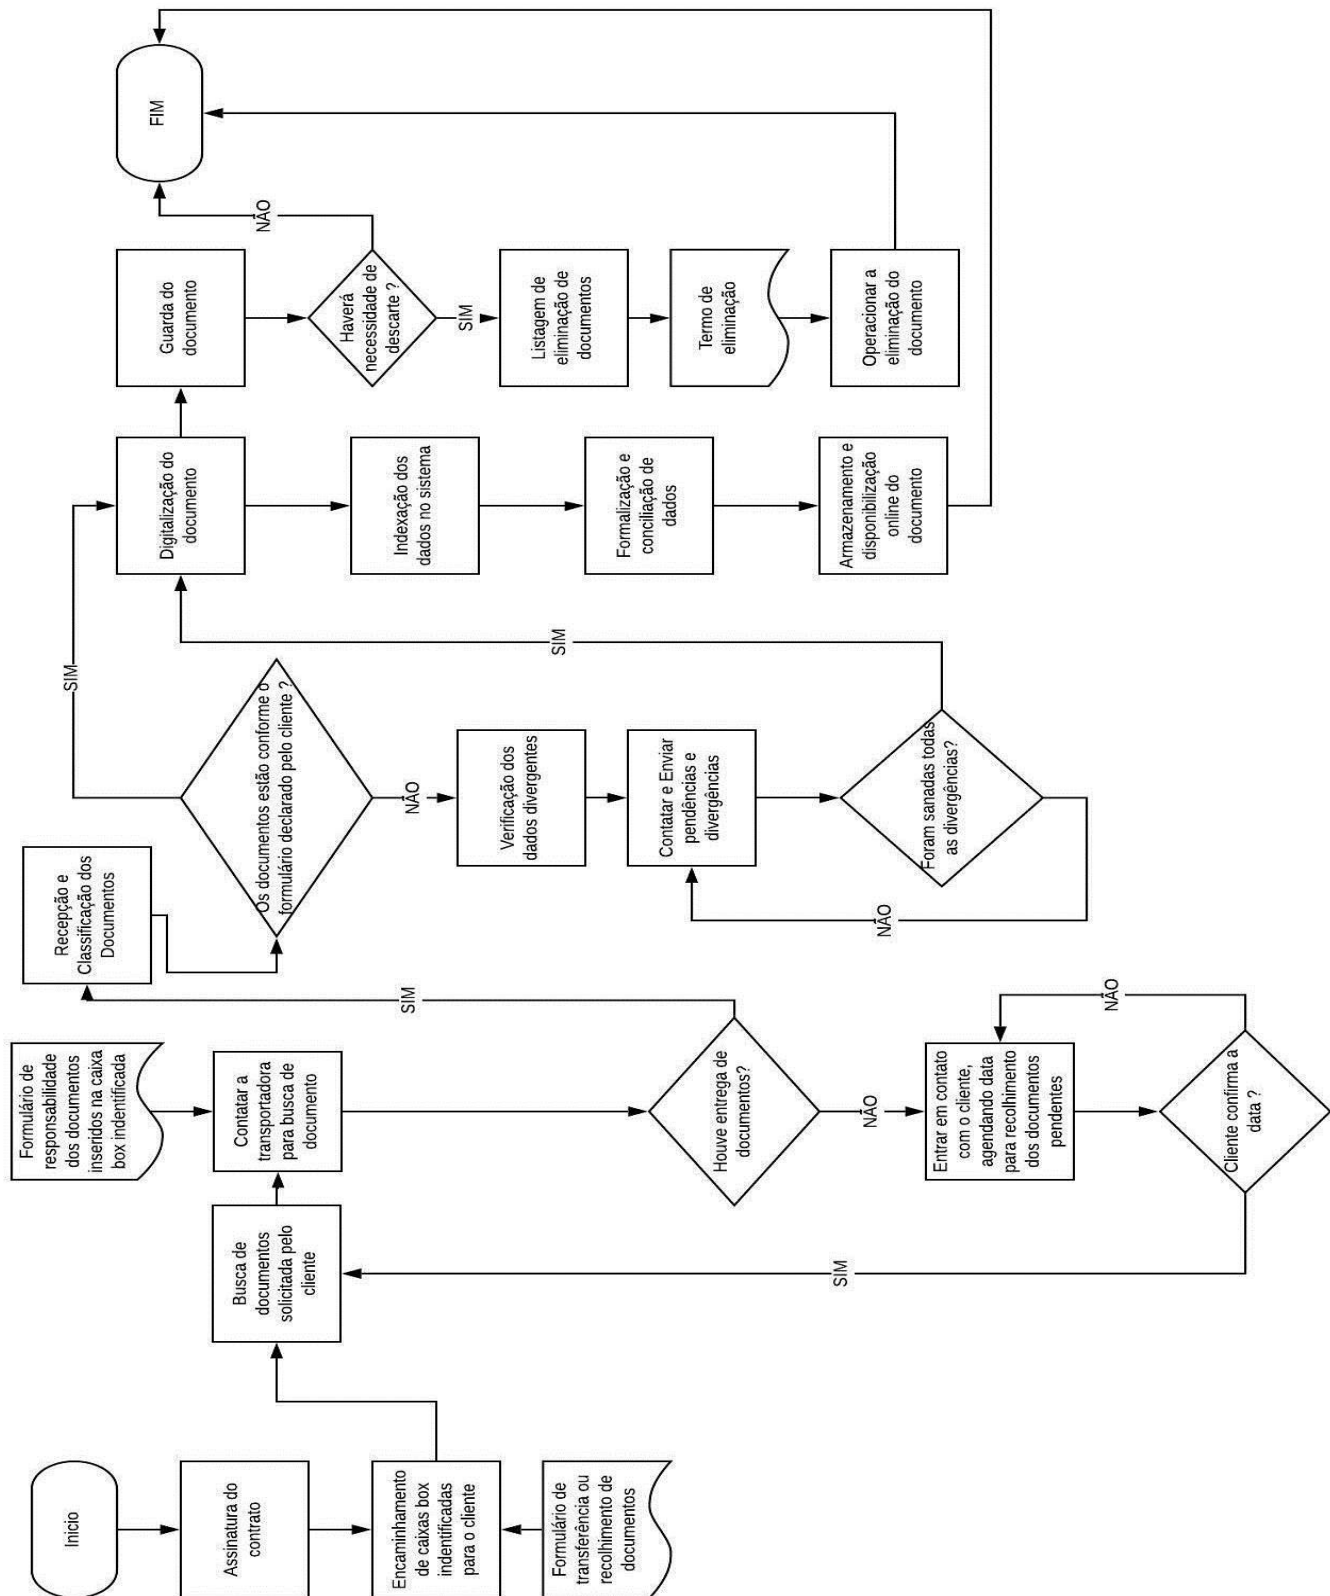 Inicio
Assinatura do
contrato
Encaminhamento
de caixas box
indentificadas
para o cliente
Formulário de
transferência ou
recolhimento de
documentos
Busca de
documentos
solicitada pelo
cliente
Formulário de
responsabilidade
dos documentos
inseridos na caixa
box indentificada
Contatar a
transportadora
para busca de
documento
Houve entrega de
documentos?
NÃO
Entrar em contato
com o cliente,
agendando data
para recolhimento
dos documentos
pendentes
Cliente confirma a
data ?
NÃO
SIM
SIM
Recepção e
Classificação dos
Documentos
Os documentos estão conforme o
formulário declarado pelo cliente ?
SIM
NÃO
Verificação dos
dados divergentes
Contatar e Enviar
pendências e
divergências
Foram sanadas todas
as divergências?
NÃO
SIM
Digitalização do
documento
Indexação dos
dados no sistema
Formalização e
conciliação de
dados
Armazenamento e
disponibilização
online do
documento
Guarda do
documento
Haverá
necessidade de
descarte ?
NÃO
SIM
Listagem de
eliminação de
documentos
Termo de
eliminação
Operacionar a
eliminação do
documento
FIM